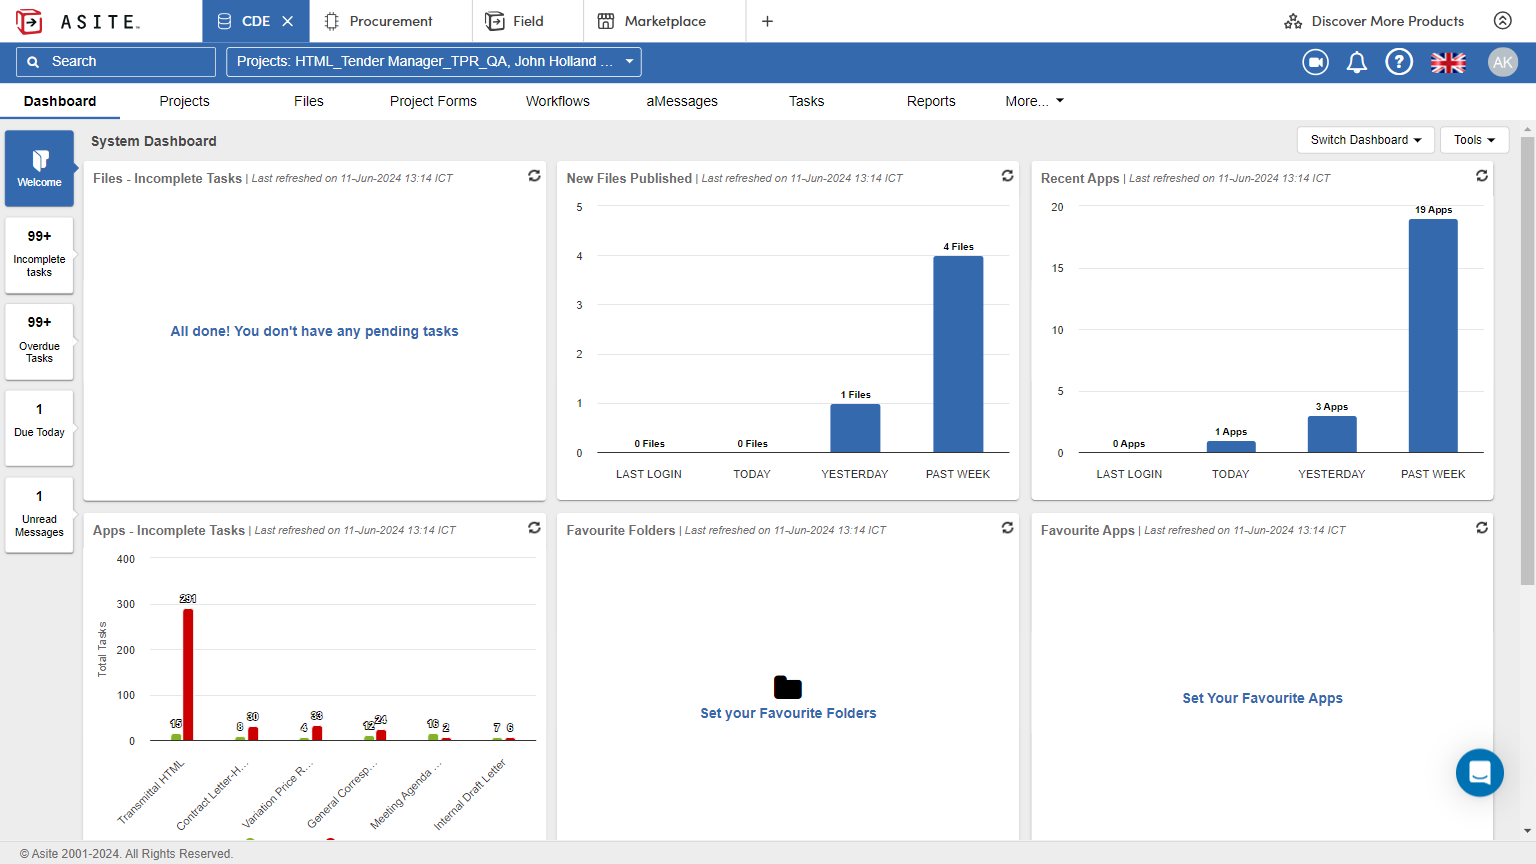 ASITE
CDE
Procurement
Field
Marketplace
Discover More Products
Search
Projects: HTML_Tender Manager_TPR_QA, John Holland ...
AK
Dashboard
Projects
Files
Project Forms
Workflows
aMessages
Tasks
Reports
More...
Welcome
99+
Incomplete
tasks
99+
Overdue
Tasks
1
Due Today
1
Unread
Messages
System Dashboard
Switch Dashboard
Tools
Files - Incomplete Tasks | Last refreshed on 11-Jun-2024 13:14 ICT
All done! You don't have any pending tasks
New Files Published | Last refreshed on 11-Jun-2024 13:14 ICT
5
4
3
2
1
0
0 Files
0 Files
1 Files
4 Files
LAST LOGIN
TODAY
YESTERDAY
PAST WEEK
Recent Apps | Last refreshed on 11-Jun-2024 13:14 ICT
20
15
10
5
0
0 Apps
1 Apps
3 Apps
19 Apps
LAST LOGIN
TODAY
YESTERDAY
PAST WEEK
Apps - Incomplete Tasks | Last refreshed on 11-Jun-2024 13:14 ICT
Total Tasks
400
300
200
100
0
15
291
8
30
4
33
12
24
16
2
7
6
Transmittal HTML
Contract Letter-H...
Variation Price R...
General Corresp...
Meeting Agenda ...
Internal Draft Letter
Favourite Folders | Last refreshed on 11-Jun-2024 13:14 ICT
Set your Favourite Folders
Favourite Apps | Last refreshed on 11-Jun-2024 13:14 ICT
Set Your Favourite Apps
© Asite 2001-2024. All Rights Reserved.